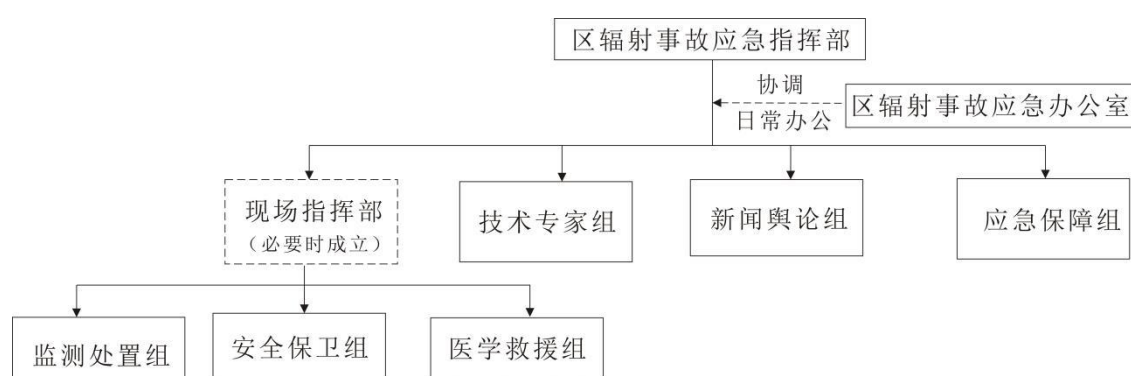 区辐射事故应急指挥部
协调
日常办公
区辐射事故应急办公室
现场指挥部
（必要时成立）
技术专家组
新闻舆论组
应急保障组
监测处置组
安全保卫组
医学救援组